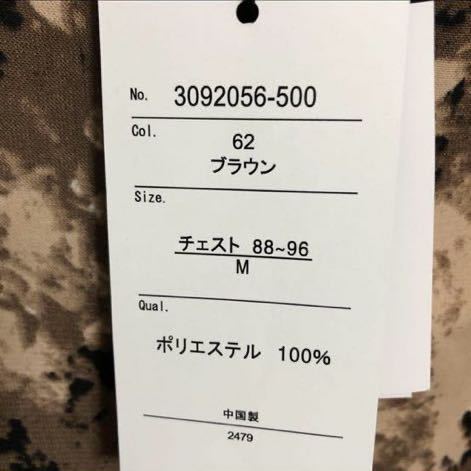 No. 3092056-500
Col. 62
ブラウン
Size.
チェスト 88~96
M
Qual.
ポリエステル 100%
中国製
2479